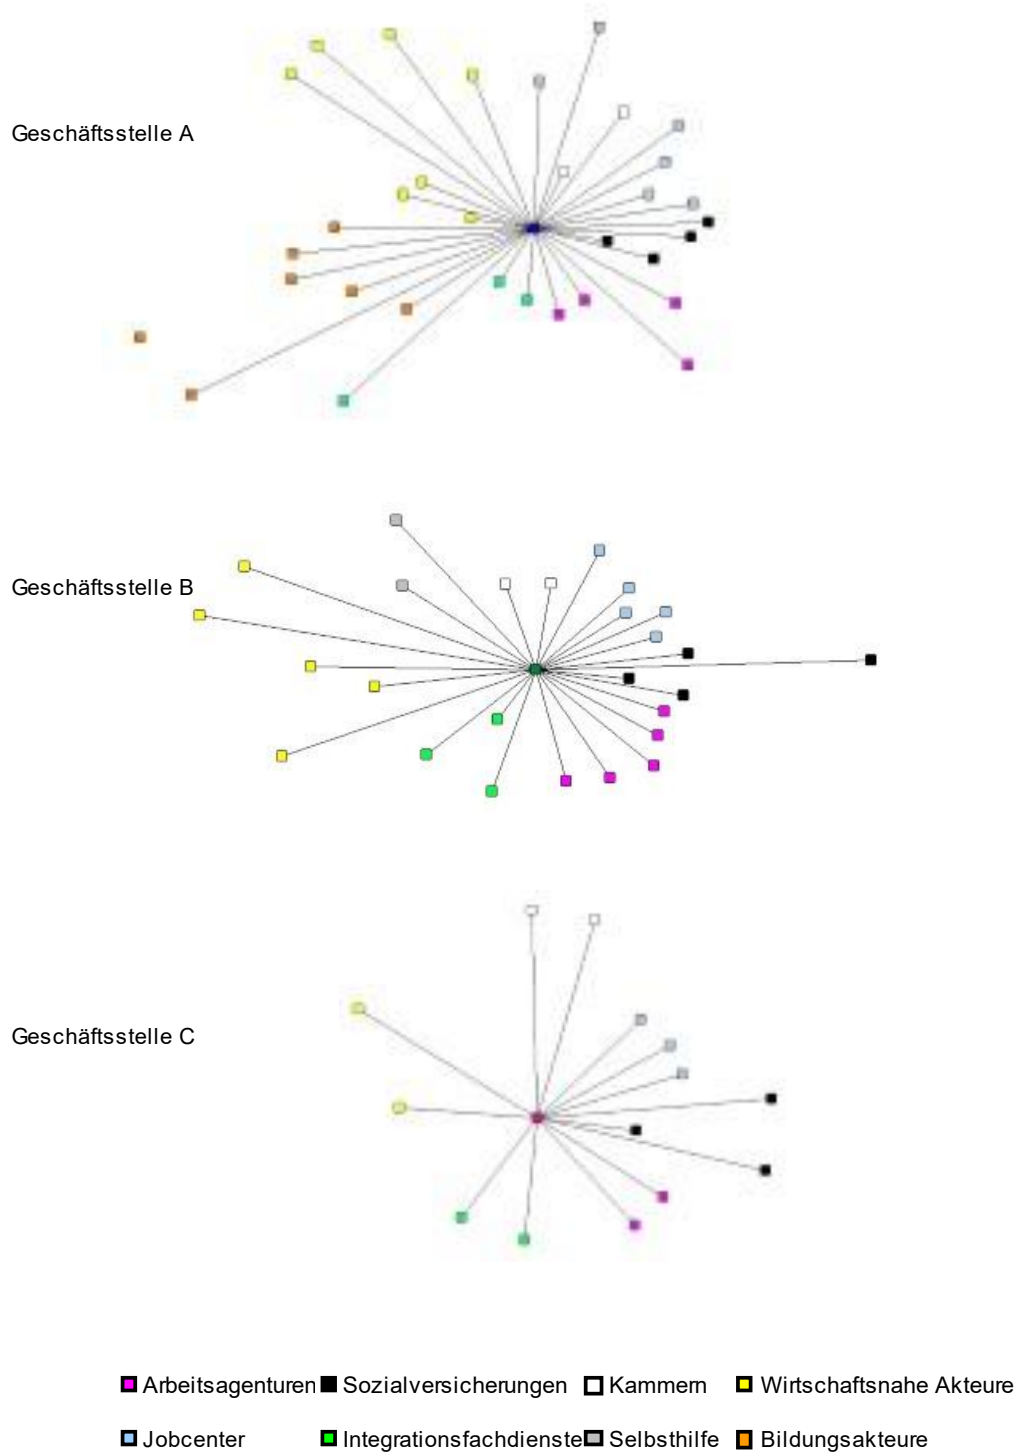 Geschäftsstelle A
Geschäftsstelle B
Geschäftsstelle C
Arbeitsagenturen Sozialversicherungen Kammern Wirtschaftsnahe Akteure
Jobcenter Integrationsfachdienste Selbsthilfe Bildungsakteure